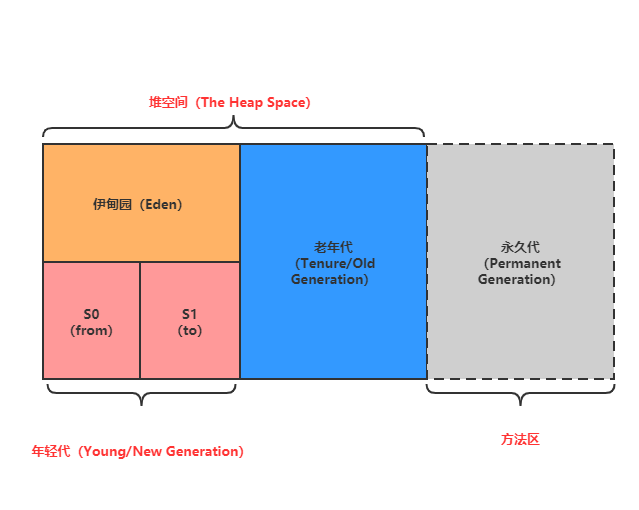 堆空间（The Heap Space）
伊甸园（Eden）
老年代
（Tenure/Old
Generation）
永久代
（Permanent
Generation）
S0
（from）
S1
（to）
年轻代（Young/New Generation）
方法区